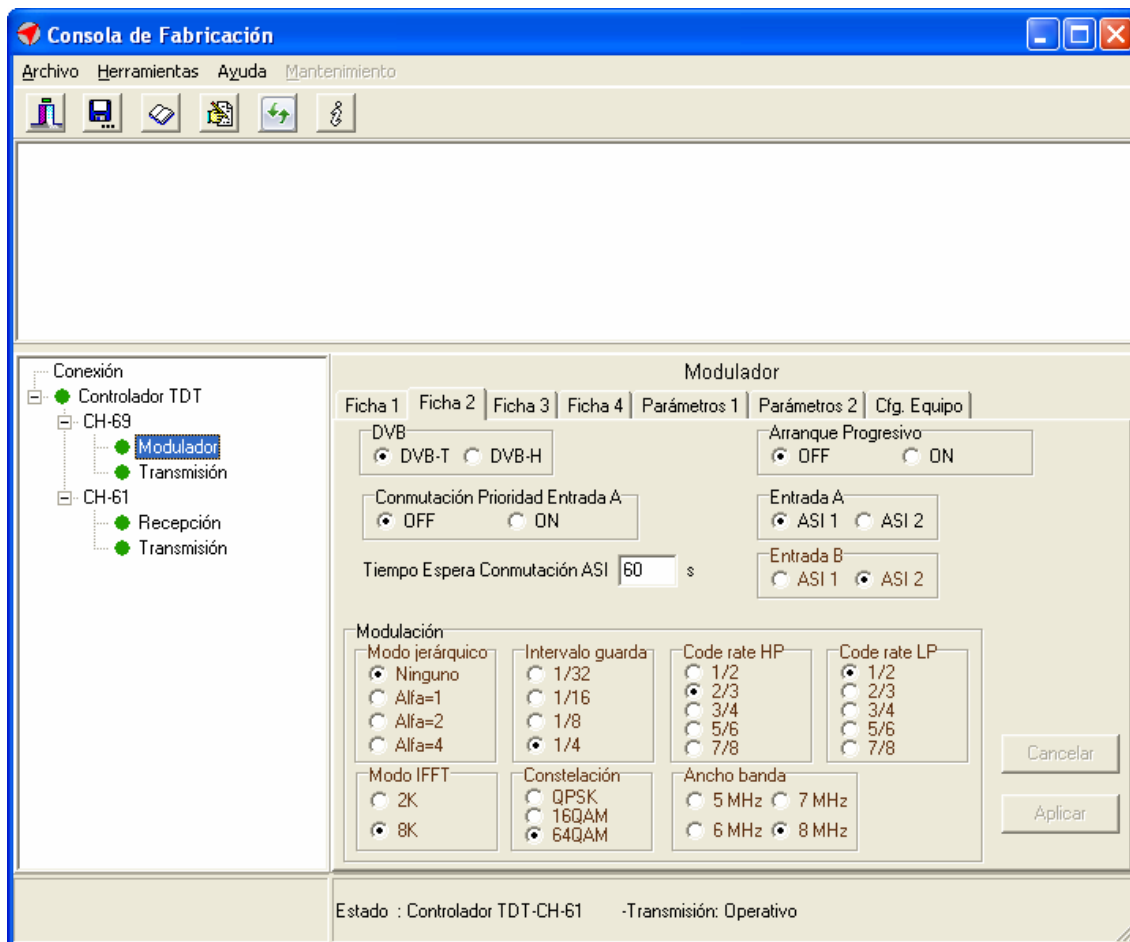 Consola de Fabricación
Archivo Herramientas Ayuda Mantenimiento
Conexión
Controlador TDT
CH-69
Modulador
Transmisión
CH-61
Recepción
Transmisión
Modulador
Ficha 1 Ficha 2 Ficha 3 Ficha 4 Parámetros 1 Parámetros 2 Cfg. Equipo
DVB
DVB-T DVB-H
Arranque Progresivo
OFF ON
Conmutación Prioridad Entrada A
OFF ON
Entrada A
ASI 1 ASI 2
Tiempo Espera Conmutación ASI 60 s
Entrada B
ASI 1 ASI 2
Modulación
Modo jerárquico
Ninguno
Alfa=1
Alfa=2
Alfa=4
Intervalo guarda
1/32
1/16
1/8
1/4
Code rate HP
1/2
2/3
3/4
5/6
7/8
Code rate LP
1/2
2/3
3/4
5/6
7/8
Modo IFFT
2K
8K
Constelación
QPSK
16QAM
64QAM
Ancho banda
5 MHz 7 MHz
6 MHz 8 MHz
Cancelar
Aplicar
Estado : Controlador TDT-CH-61 -Transmisión: Operativo